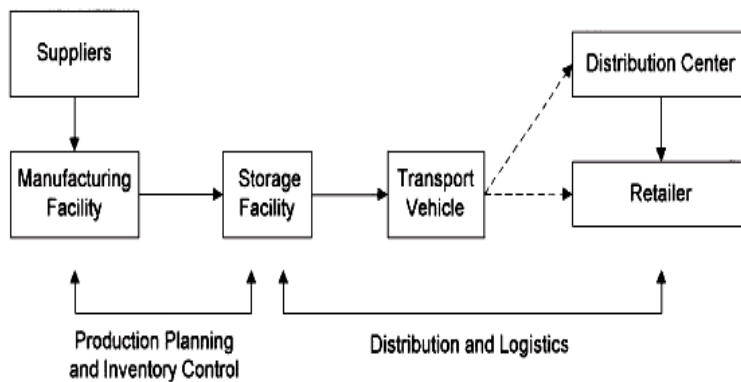 Suppliers
Distribution Center
Manufacturing
Facility
Storage
Facility
Transport
Vehicle
Retailer
Production Planning
and Inventory Control
Distribution and Logistics